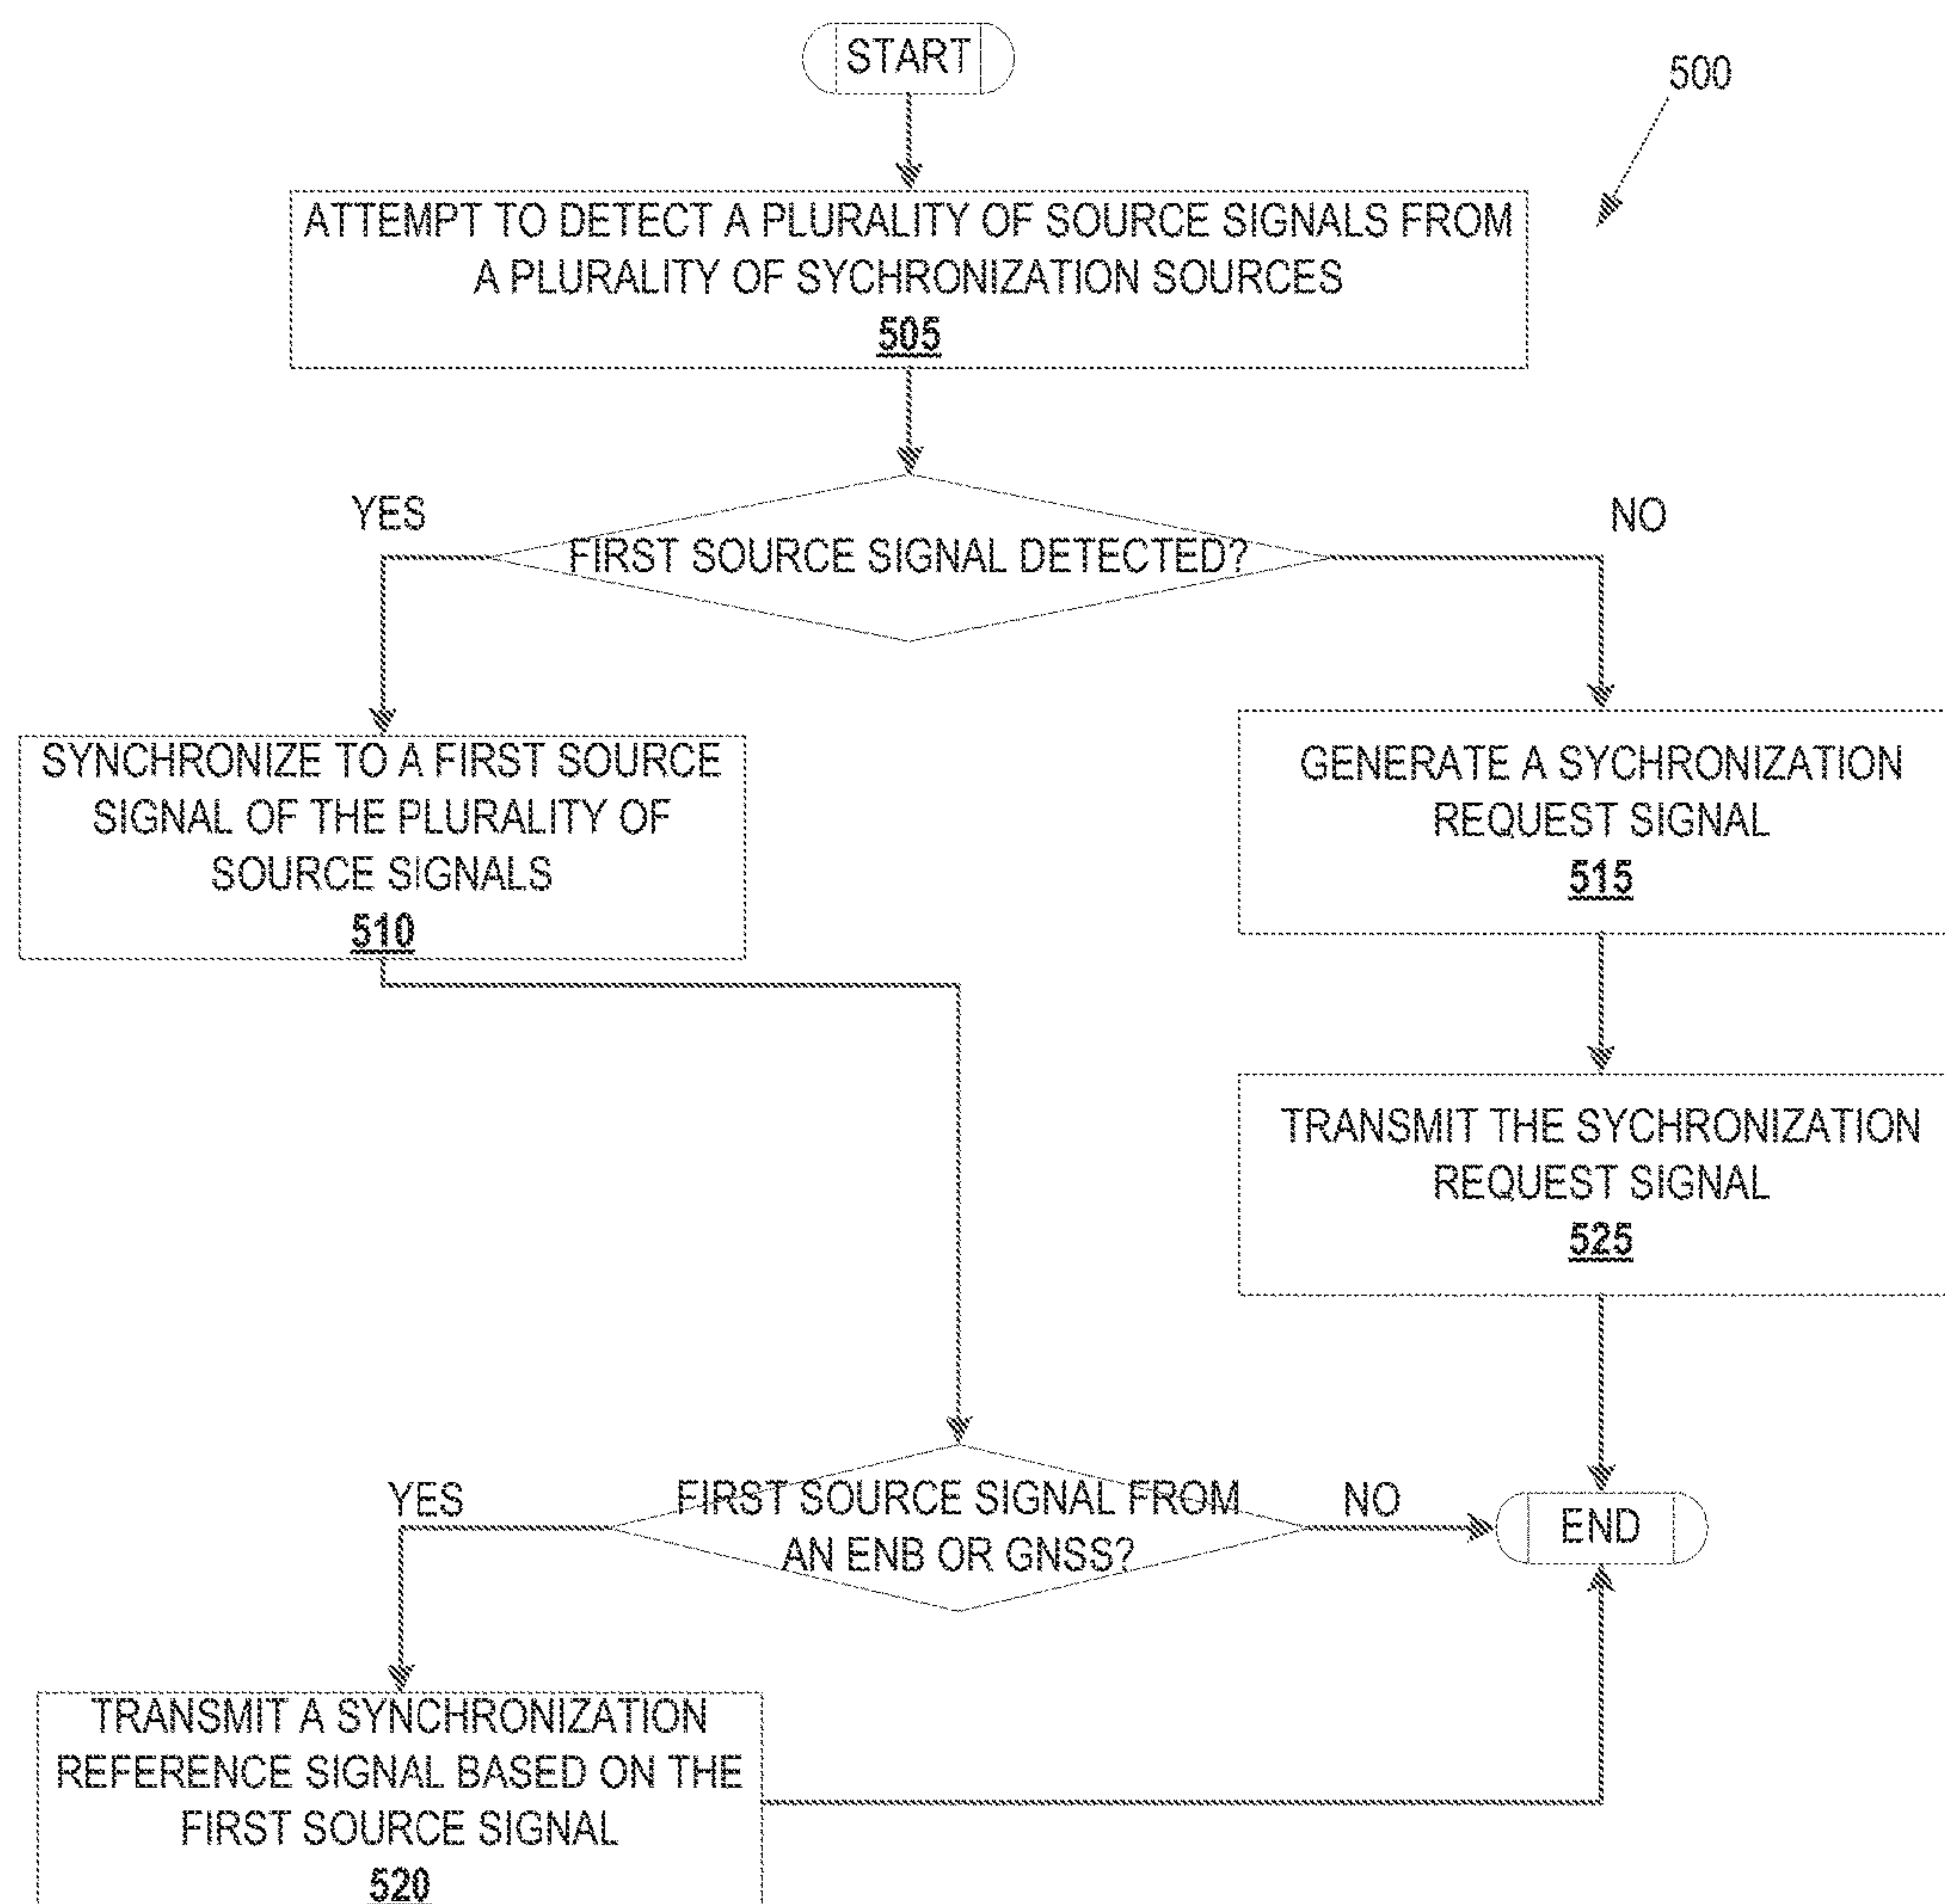 START
500
ATTEMPT TO DETECT A PLURALITY OF SOURCE SIGNALS FROM
A PLURALITY OF SYCHRONIZATION SOURCES
505
YES
NO
FIRST SOURCE SIGNAL DETECTED?
SYNCHRONIZE TO A FIRST SOURCE
SIGNAL OF THE PLURALITY OF
SOURCE SIGNALS
510
GENERATE A SYCHRONIZATION
REQUEST SIGNAL
515
TRANSMIT THE SYCHRONIZATION
REQUEST SIGNAL
525
YES
FIRST SOURCE SIGNAL FROM
AN ENB OR GNSS?
NO
END
TRANSMIT A SYNCHRONIZATION
REFERENCE SIGNAL BASED ON THE
FIRST SOURCE SIGNAL
520